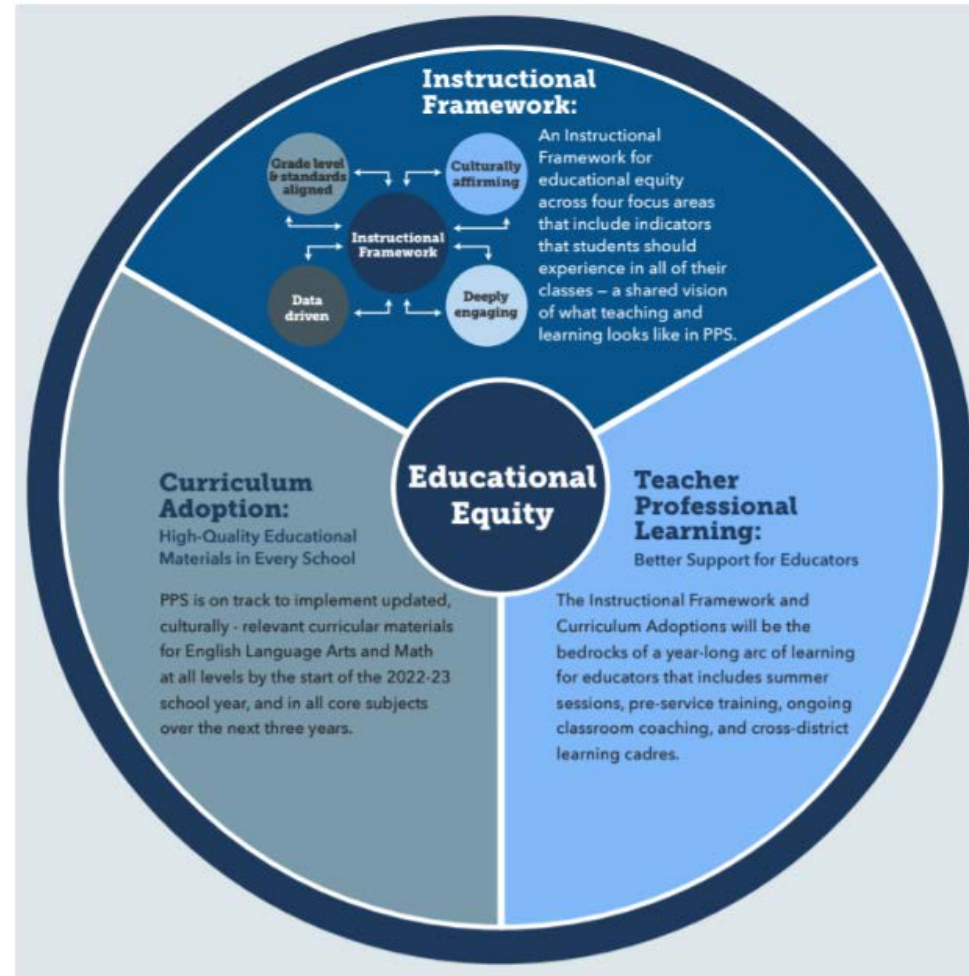 Instructional
Framework:
Grade level
& standards
aligned
Culturally
affirming
Instructional
Framework
Data
driven
Deeply
engaging
An Instructional
Framework for
educational equity
across four focus areas
that include indicators
that students should
experience in all of their
classes – a shared vision
of what teaching and
learning looks like in PPS.
Educational
Equity
Curriculum
Adoption:
High-Quality Educational
Materials in Every School
PPS is on track to implement updated,
culturally - relevant curricular materials
for English Language Arts and Math
at all levels by the start of the 2022-23
school year, and in all core subjects
over the next three years.
Teacher
Professional
Learning:
Better Support for Educators
The Instructional Framework and
Curriculum Adoptions will be the
bedrocks of a year-long arc of learning
for educators that includes summer
sessions, pre-service training, ongoing
classroom coaching, and cross-district
learning cadres.